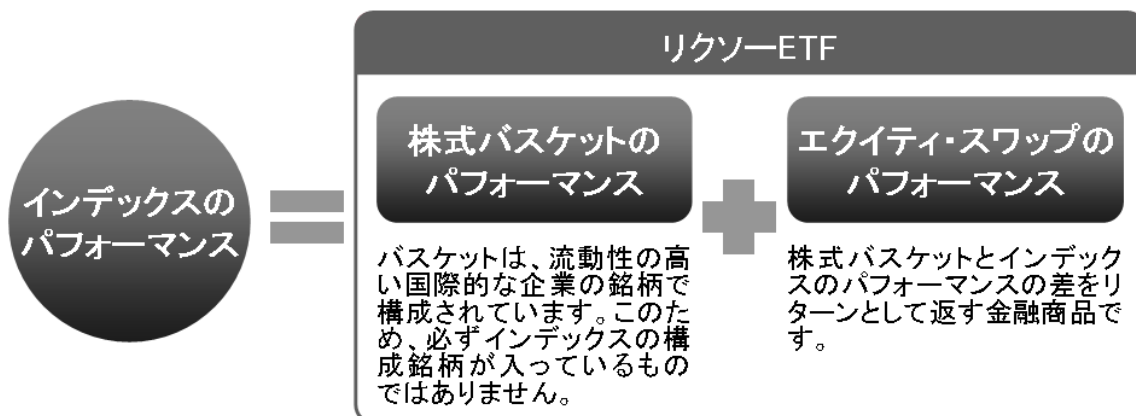 リクソーETF
インデックスの
パフォーマンス
株式バスケットの
パフォーマンス
バスケットは、流動性の高
い国際的な企業の銘柄で
構成されています。このた
め、必ずインデックスの構
成銘柄が入っているもの
ではありません。
エクイティ・スワップの
パフォーマンス
株式バスケットとインデック
スのパフォーマンスの差をリ
ターンとして返す金融商品で
す。